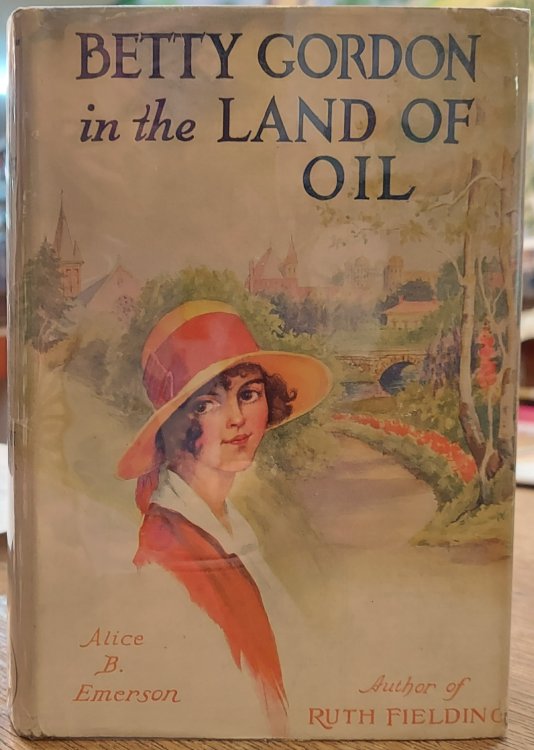 BETTY GORDON
in the LAND OF
OIL
Alice
B.
Emerson
Author of
RUTH FIELDING